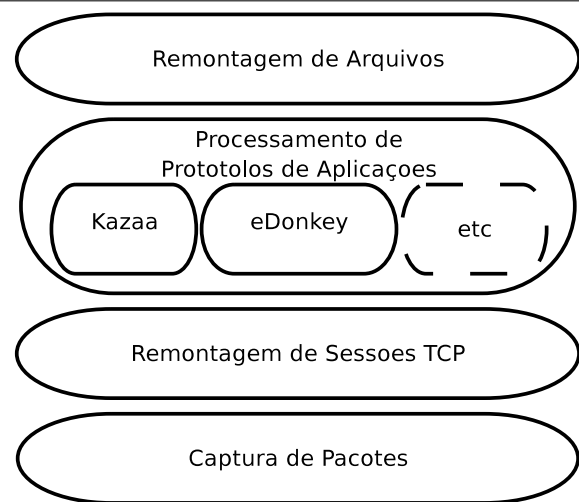 Remontagem de Arquivos
Processamento de
Prototolos de Aplicaçoes
Kazaa
eDonkey
etc
Remontagem de Sessoes TCP
Captura de Pacotes